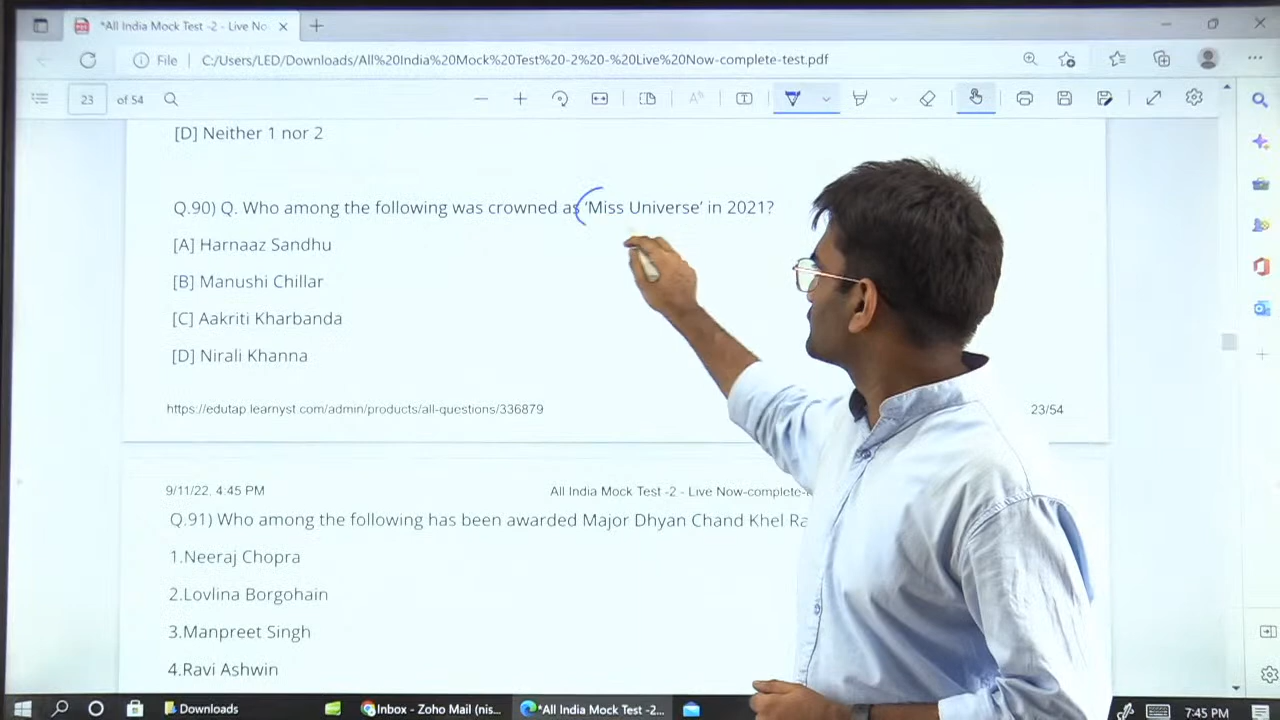 *All India Mock Test -2 - Live No
File
C:/Users/LED/Downloads/All%20India%20Mock%20Test%20-2%20-%20Live%20Now-complete-test.pdf
23 of 54
[D] Neither 1 nor 2
Q.90) Q. Who among the following was crowned as 'Miss Universe' in 2021?
[A] Harnaaz Sandhu
[B] Manushi Chillar
[C] Aakriti Kharbanda
[D] Nirali Khanna
https://edutap.learnyst.com/admin/products/all-questions/336879
23/54
9/11/22, 4:45 PM
All India Mock Test -2 - Live Now-complete-
Q.91) Who among the following has been awarded Major Dhyan Chand Khel Ra
1.Neeraj Chopra
2.Lovlina Borgohain
3.Manpreet Singh
4.Ravi Ashwin
Downloads
Inbox - Zoho Mail (nis...
*All India Mock Test -2...
7:45 PM